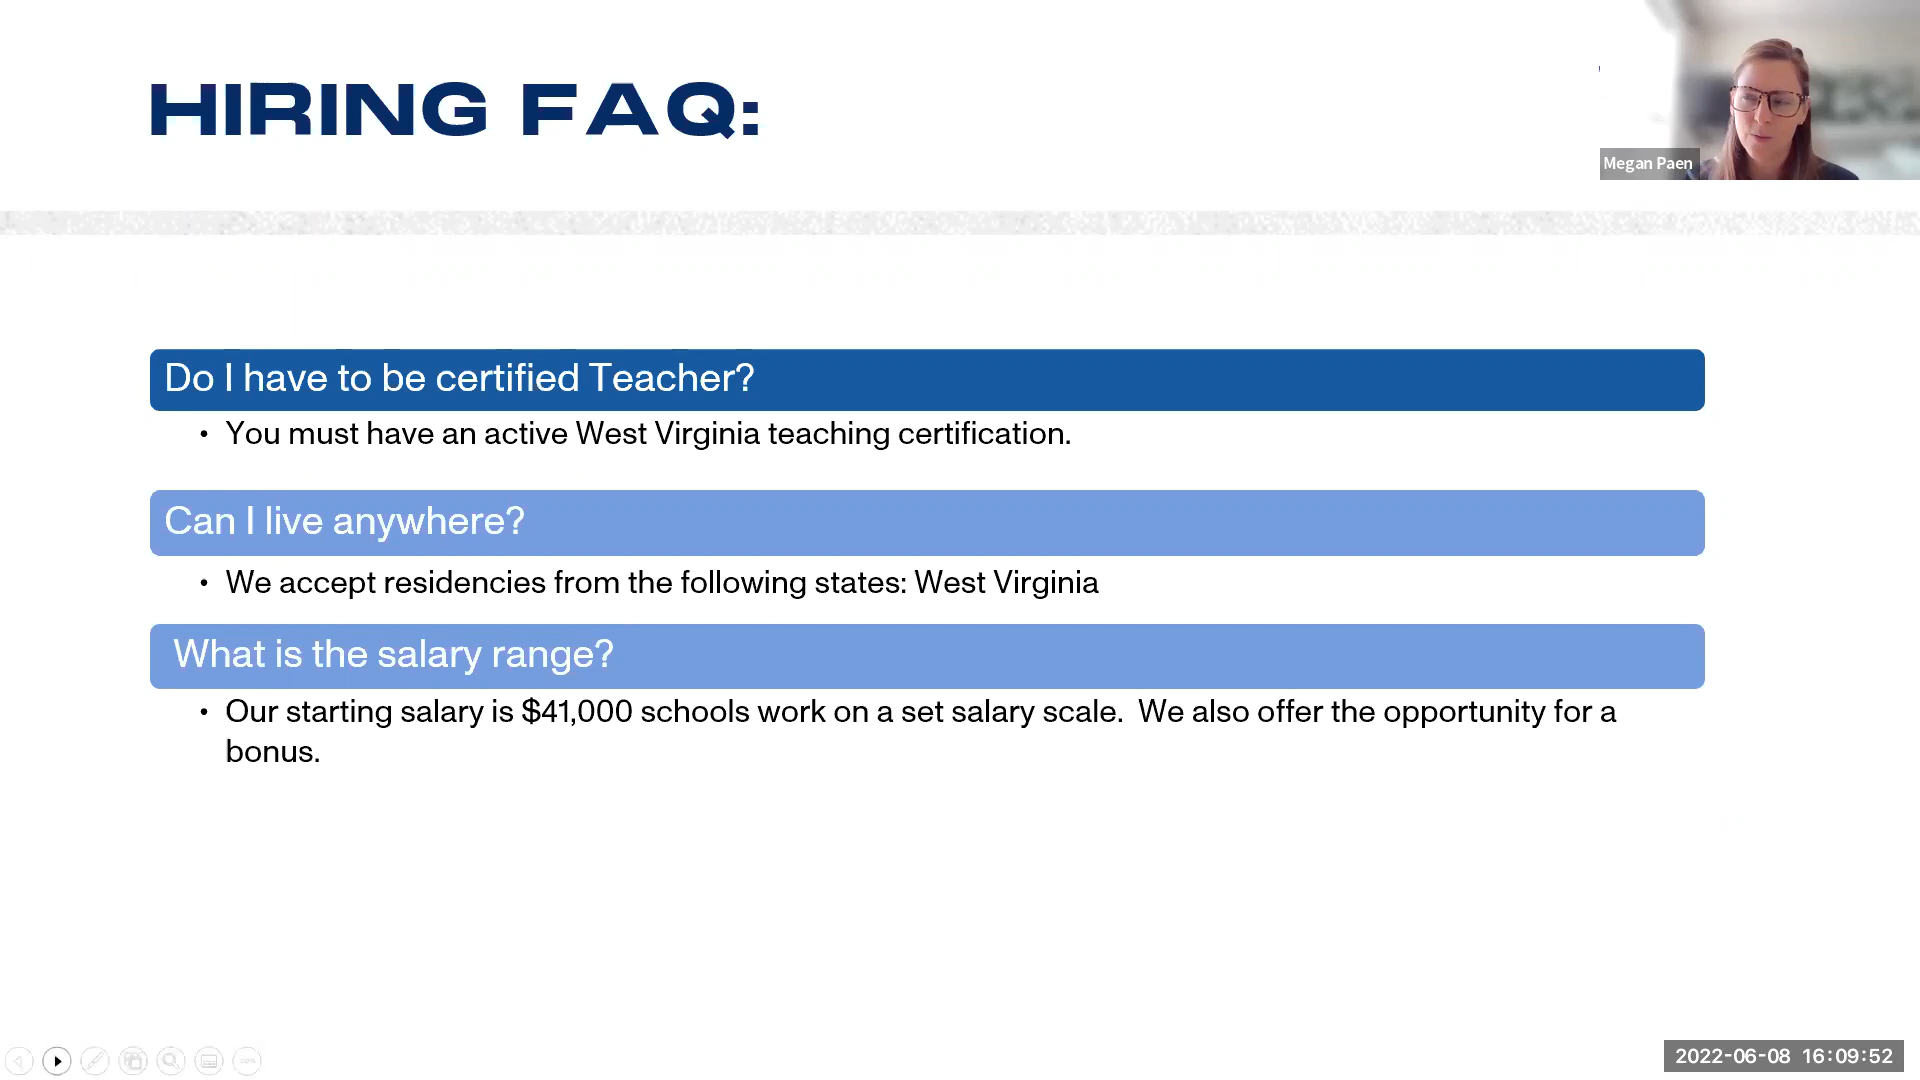 HIRING FAQ:
Megan Paen
Do I have to be certified Teacher?
• You must have an active West Virginia teaching certification.
Can I live anywhere?
• We accept residencies from the following states: West Virginia
What is the salary range?
• Our starting salary is $41,000 schools work on a set salary scale.  We also offer the opportunity for a
bonus.
2022-06-08 16:09:52